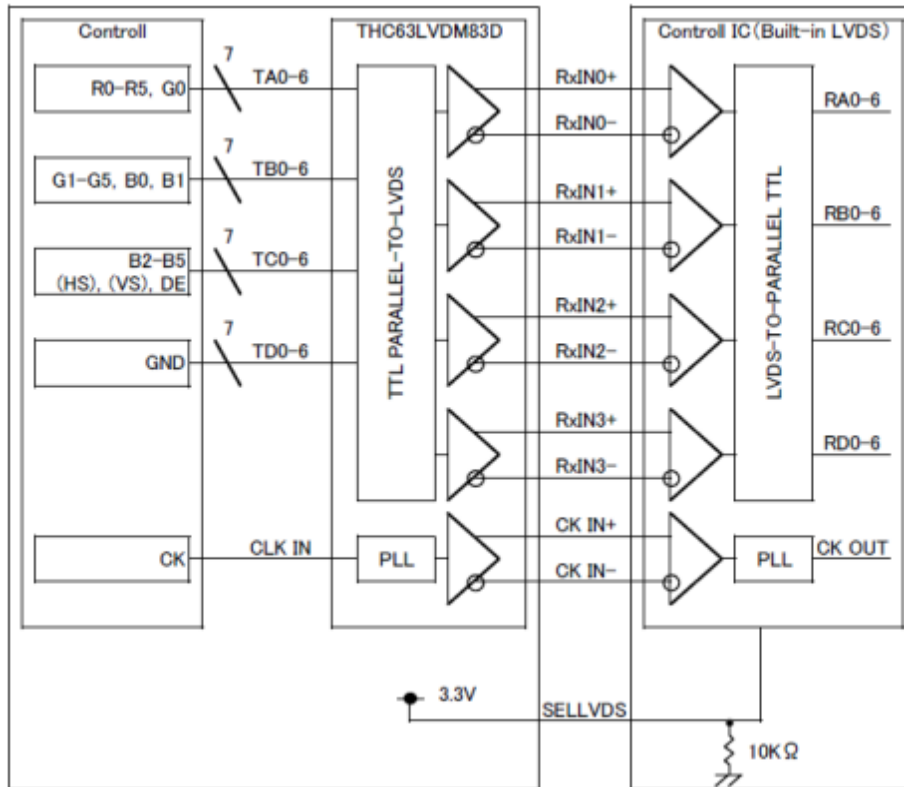 Controll
THC63LVDM83D
Controll IC(Built-in LVDS)
R0-R5, G0
7
TA0-6
G1-G5, B0, B1
7
TB0-6
B2-B5
(HS), (VS), DE
7
TC0-6
GND
7
TD0-6
CK
CLK IN
TTL PARALLEL-TO-LVDS
PLL
RxIN0+
RxIN0-
RxIN1+
RxIN1-
RxIN2+
RxIN2-
RxIN3+
RxIN3-
CK IN+
CK IN-
LVDS-TO-PARALLEL TTL
PLL
RA0-6
RB0-6
RC0-6
RD0-6
CK OUT
3.3V
SELLVDS
10KΩ